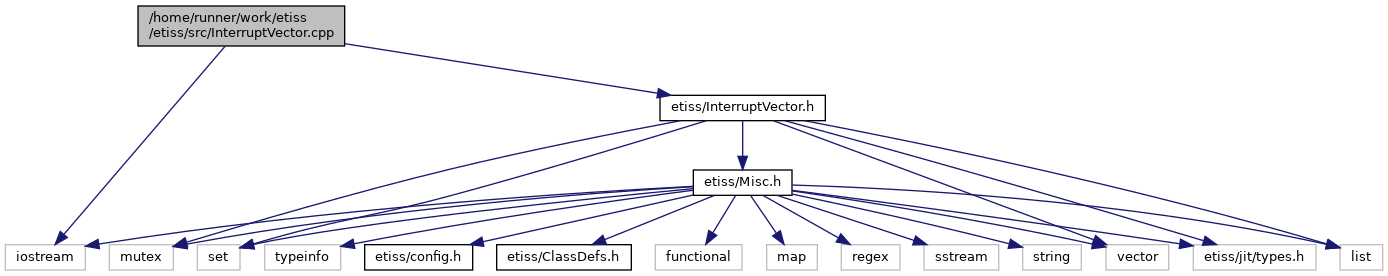 /home/runner/work/etiss
/etiss/src/InterruptVector.cpp
etiss/InterruptVector.h
etiss/Misc.h
iostream
mutex
set
typeinfo
etiss/config.h
etiss/ClassDefs.h
functional
map
regex
sstream
string
vector
etiss/jit/types.h
list